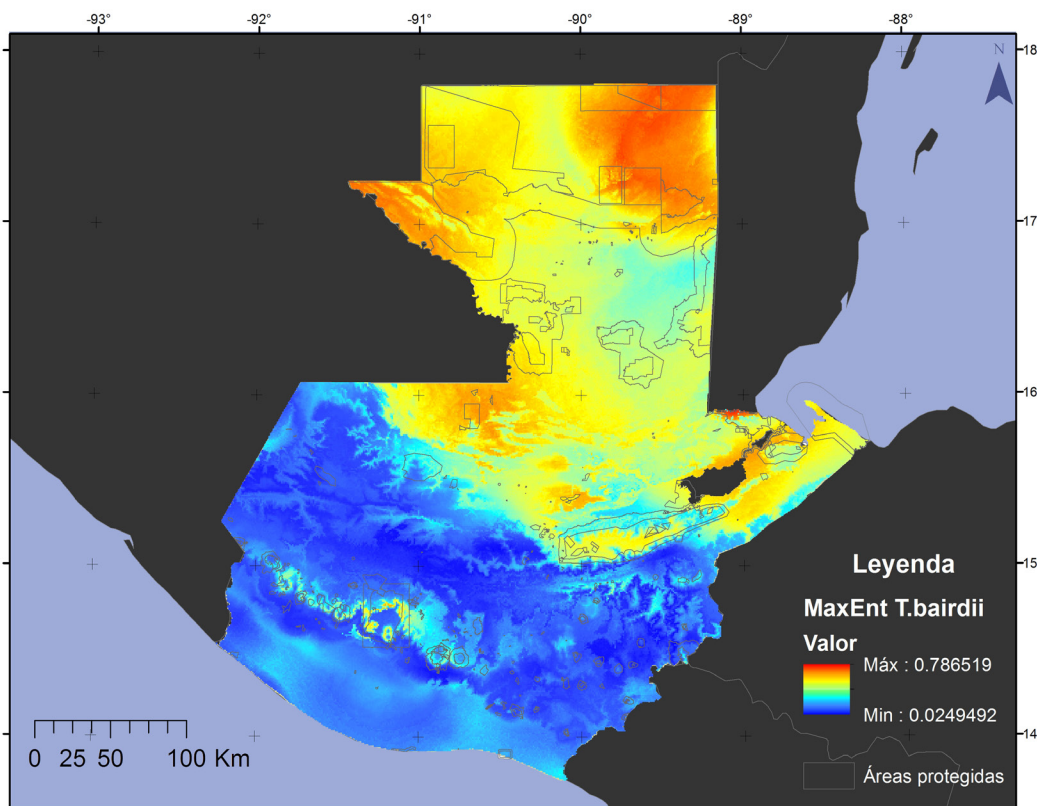 -93° -92° -91° -90° -89° -88°
18
N
17
16
15
Leyenda
MaxEnt T.bairdii
Valor
Máx : 0.786519
Min : 0.0249492
14
0 25 50 100 Km
Áreas protegidas